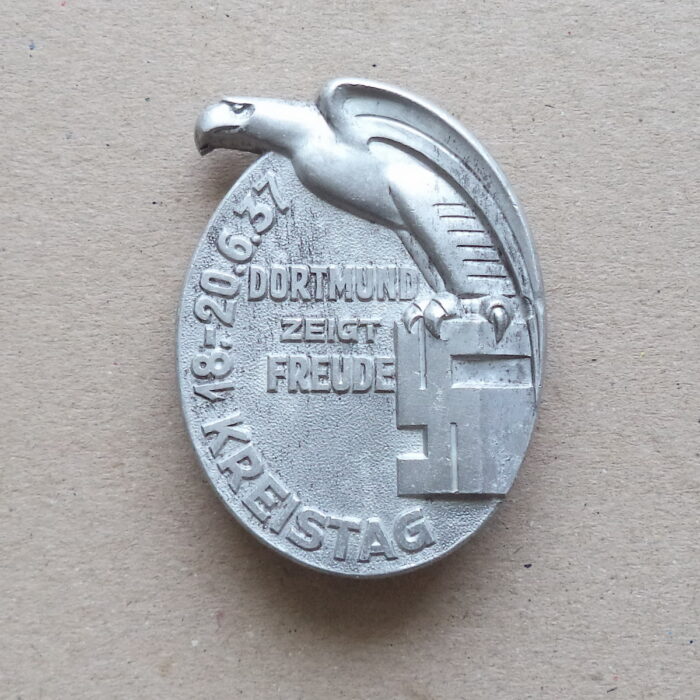 18.-20.6.37
DORTMUND
ZEIGT
FREUDE
KREISTAG